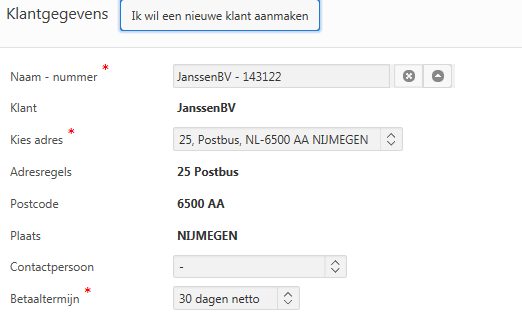 Klantgegevens Ik wil een nieuwe klant aanmaken
Naam - nummer * JanssenBV - 143122
Klant JanssenBV
Kies adres * 25, Postbus, NL-6500 AA NIJMEGEN
Adresregels 25 Postbus
Postcode 6500 AA
Plaats NIJMEGEN
Contactpersoon -
Betaaltermijn * 30 dagen netto